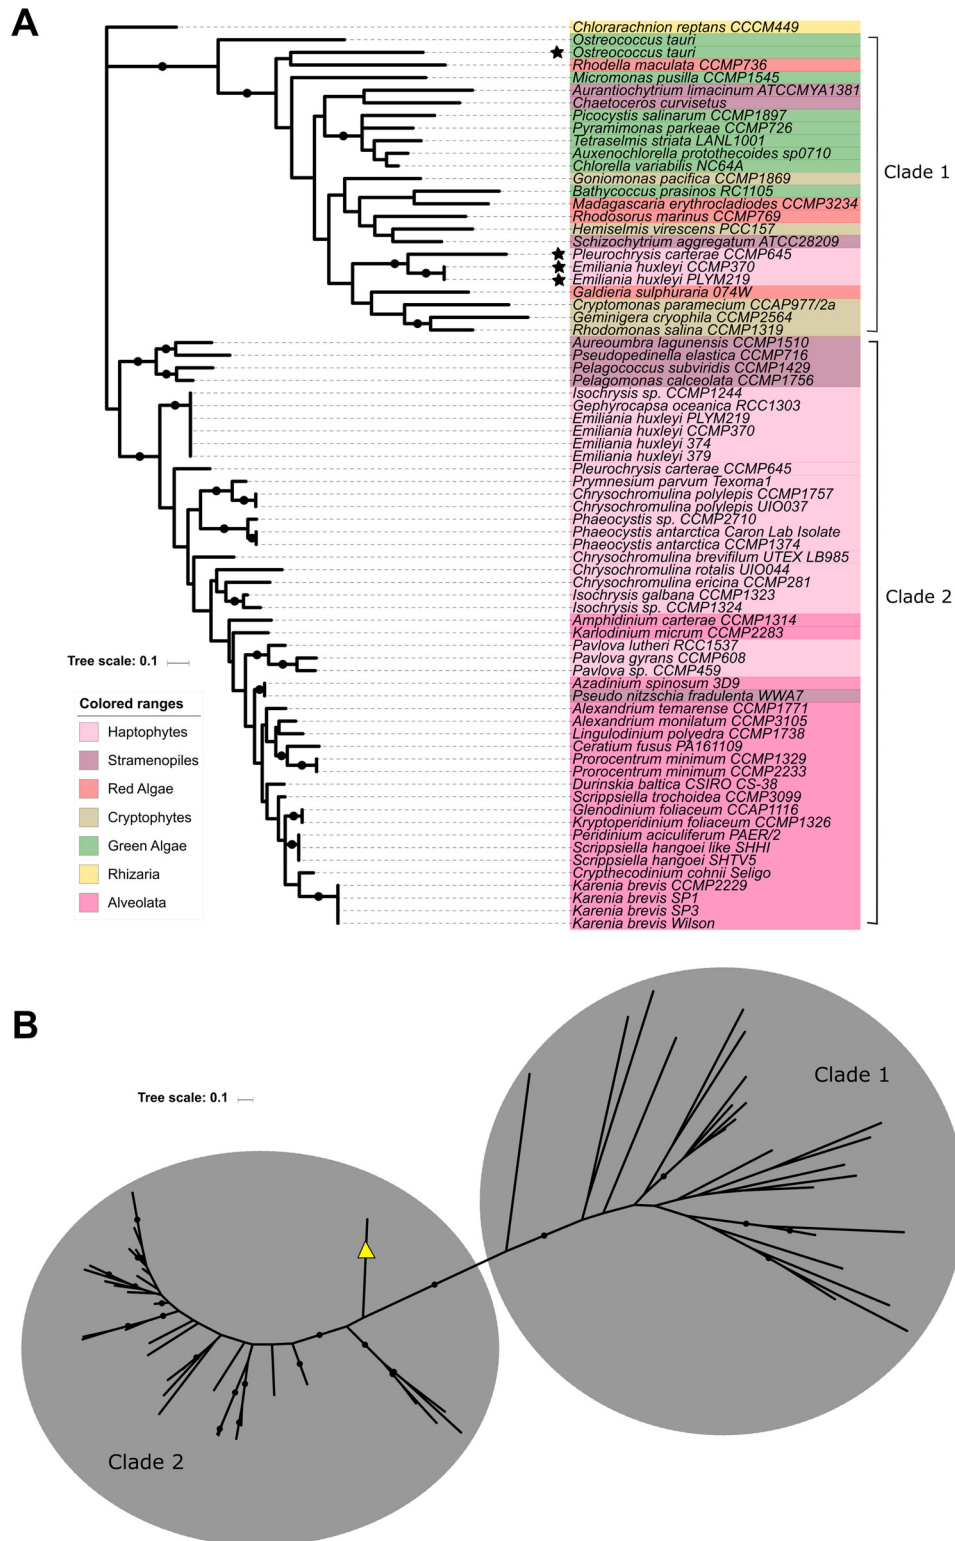 A
Chlorarachnion reptans CCCM449
Ostreococcus tauri
Ostreococcus tauri
Rhodella maculata CCMP736
Micromonas pusilla CCMP1545
Aurantiochytrium limacinum ATCCMYA1381
Chaetoceros curvisetus
Picocystis salinarum CCMP1897
Pyramimonas parkeae CCMP726
Tetraselmis striata LANL1001
Auxenochlorella protothecoides sp0710
Chlorella variabilis NC64A
Goniomonas pacifica CCMP1869
Bathycoccus prasinos RC1105
Madagascaria erythrocladiodes CCMP3234
Rhodosorus marinus CCMP769
Hemiselmis virescens PCC157
Schizochytrium aggregatum ATCC28209
Pleurochrysis carterae CCMP645
Emiliania huxleyi CCMP370
Emiliania huxleyi PLYM219
Galdieria sulphuraria 074W
Cryptomonas paramecium CCAP977/2a
Geminigera cryophila CCMP2564
Rhodomonas salina CCMP1319
Clade 1
Aureoumbra lagunensis CCMP1510
Pseudopedinella elastica CCMP716
Pelagococcus subviridis CCMP1429
Pelagomonas calceolata CCMP1756
Isochrysis sp. CCMP1244
Gephyrocapsa oceanica RCC1303
Emiliania huxleyi PLYM219
Emiliania huxleyi CCMP370
Emiliania huxleyi 374
Emiliania huxleyi 379
Pleurochrysis carterae CCMP645
Prymnesium parvum Texoma1
Chrysochromulina polylepis CCMP1757
Chrysochromulina polylepis UIO037
Phaeocystis sp. CCMP2710
Phaeocystis antarctica Caron Lab Isolate
Phaeocystis antarctica CCMP1374
Chrysochromulina brevifilum UTEX LB985
Chrysochromulina rotalis UIO044
Chrysochromulina ericina CCMP281
Isochrysis galbana CCMP1323
Isochrysis sp. CCMP1324
Amphidinium carterae CCMP1314
Karlodinium micrum CCMP2283
Pavlova lutheri RCC1537
Pavlova gyrans CCMP608
Pavlova sp. CCMP459
Azadinium spinosum 3D9
Pseudo nitzschia fradulenta WWA7
Alexandrium temarense CCMP1771
Alexandrium monilatum CCMP3105
Lingulodinium polyedra CCMP1738
Ceratium fusus PA161109
Prorocentrum minimum CCMP1329
Prorocentrum minimum CCMP2233
Durinskia baltica CSIRO CS-38
Scrippsiella trochoidea CCMP3099
Glenodinium foliaceum CCAP1116
Kryptoperidinium foliaceum CCMP1326
Peridinium aciculiferum PAER/2
Scrippsiella hangoei like SHHI
Scrippsiella hangoei SHTV5
Crypthecodinium cohnii Seligo
Karenia brevis CCMP2229
Karenia brevis SP1
Karenia brevis SP3
Karenia brevis Wilson
Clade 2
Tree scale: 0.1
Colored ranges
Haptophytes
Stramenopiles
Red Algae
Cryptophytes
Green Algae
Rhizaria
Alveolata
B
Tree scale: 0.1
Clade 1
Clade 2